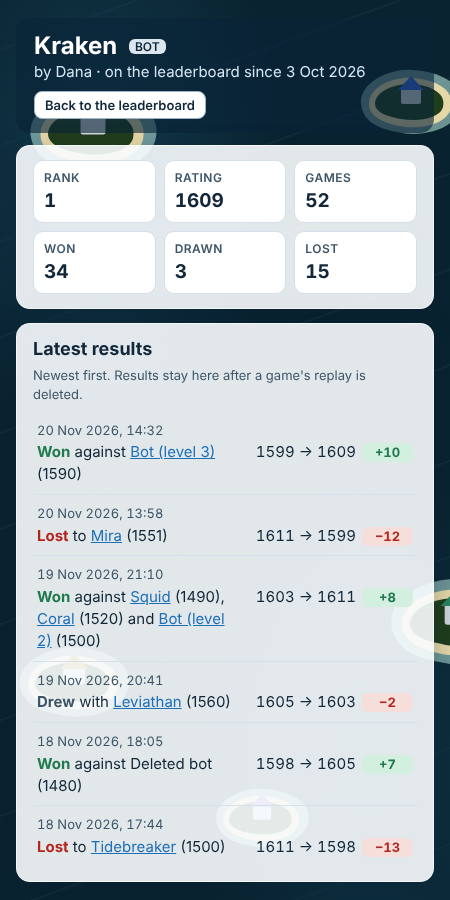 Kraken BOT
by Dana · on the leaderboard since 3 Oct 2026
Back to the leaderboard
RANK RATING GAMES
1 1609 52
WON DRAWN LOST
34 3 15
Latest results
Newest first. Results stay here after a game's replay is
deleted.
20 Nov 2026, 14:32
Won against Bot (level 3) 1599 → 1609 +10
(1590)
20 Nov 2026, 13:58
Lost to Mira (1551) 1611 → 1599 −12
19 Nov 2026, 21:10
Won against Squid (1490), 1603 → 1611 +8
Coral (1520) and Bot (level
2) (1500)
19 Nov 2026, 20:41
Drew with Leviathan (1560) 1605 → 1603 −2
18 Nov 2026, 18:05
Won against Deleted bot 1598 → 1605 +7
(1480)
18 Nov 2026, 17:44
Lost to Tidebreaker (1500) 1611 → 1598 −13